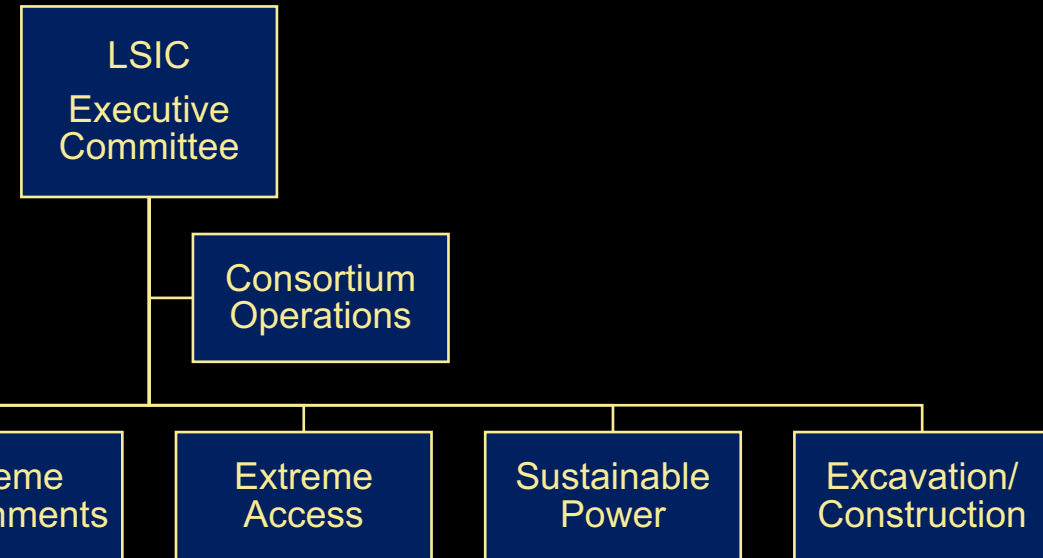 LSIC
Executive
Committee
Consortium
Operations
Extreme
Access
Sustainable
Power
Excavation/
Construction